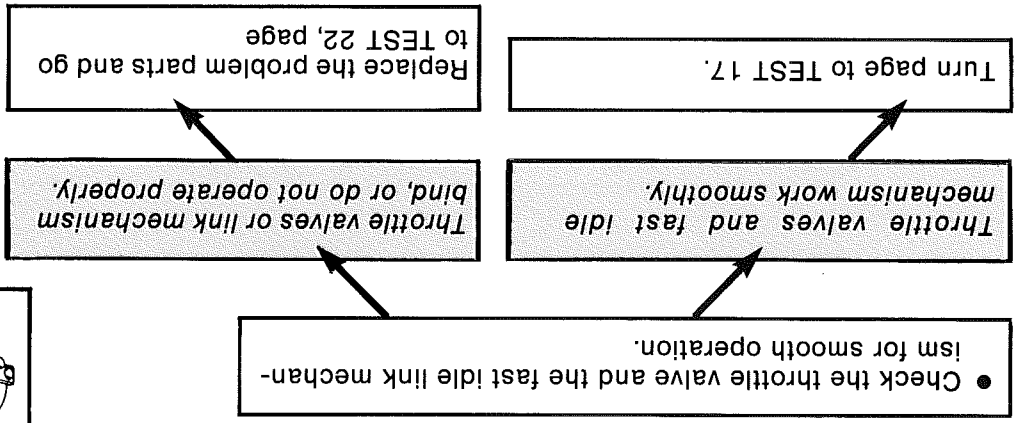 ● Check the throttle valve and the fast idle link mechan-
ism for smooth operation.
Throttle valves and fast idle
mechanism work smoothly.
Throttle valves or link mechanism
bind, or do not operate properly.
Turn page to TEST 17.
Replace the problem parts and go
to TEST 22, page